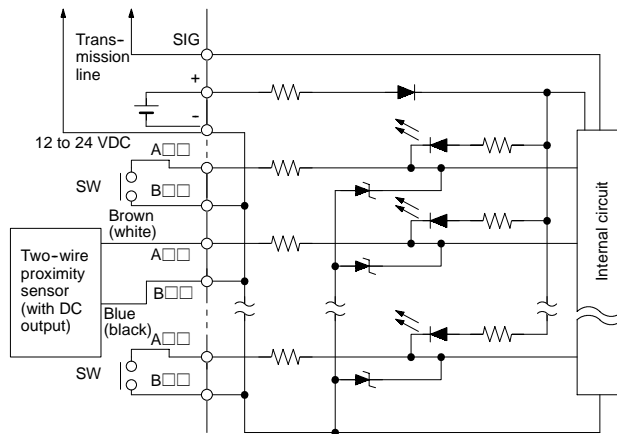 Trans-
mission
line
SIG
+
-
12 to 24 VDC
A□□
SW
B□□
Brown
(white)
A□□
Two-wire
proximity
sensor
(with DC
output)
B□□
Blue
(black)
A□□
SW
B□□
Internal circuit